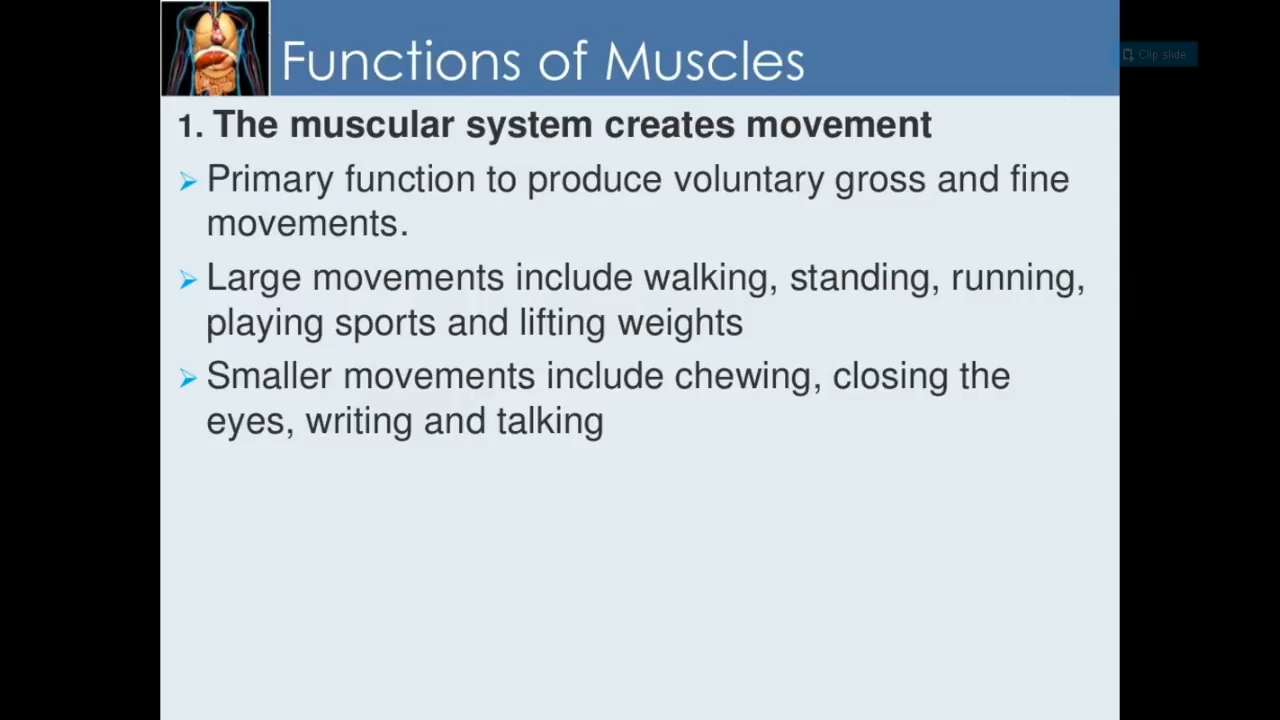 Functions of Muscles
Clip slide
1. The muscular system creates movement
➢ Primary function to produce voluntary gross and fine
movements.
➢ Large movements include walking, standing, running,
playing sports and lifting weights
➢ Smaller movements include chewing, closing the
eyes, writing and talking